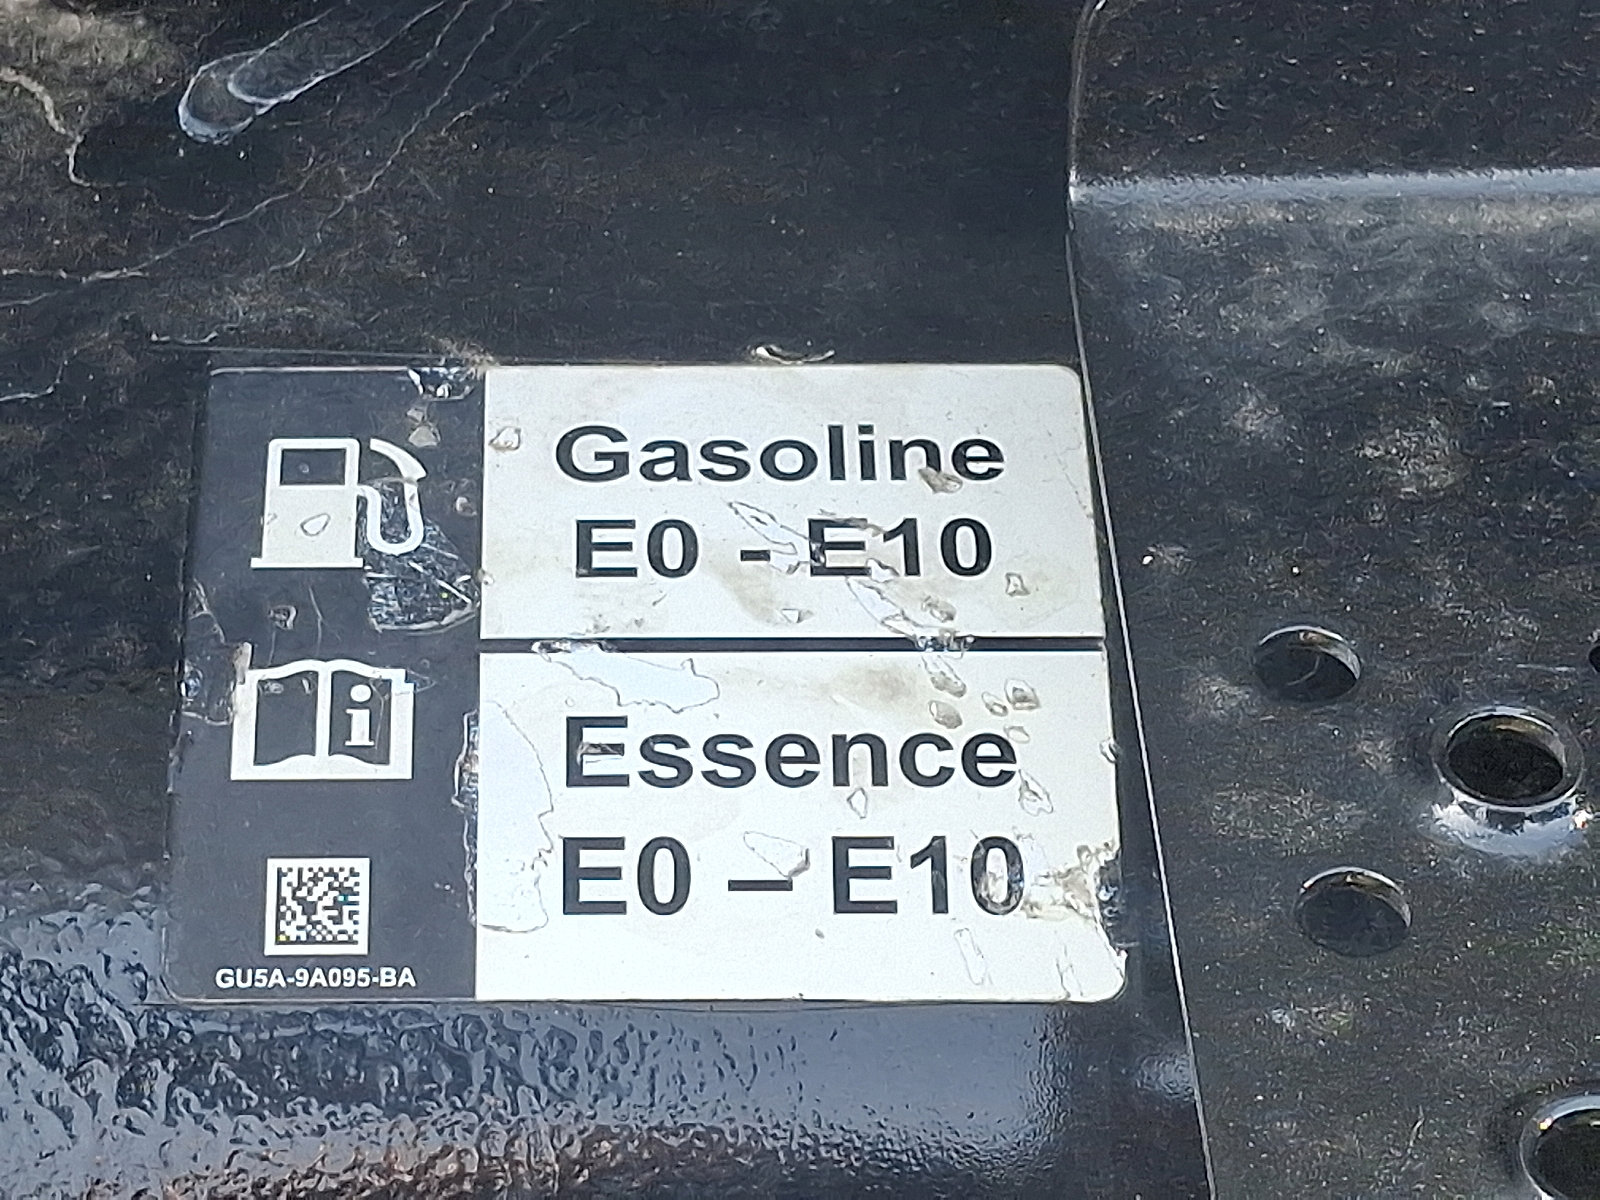 Gasoline
E0 - E10
i
Essence
E0 – E10
GU5A-9A095-BA